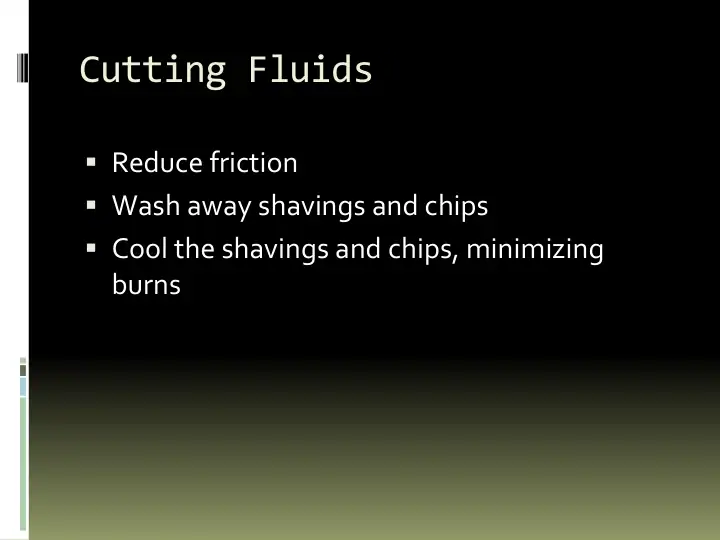 Cutting Fluids
▪ Reduce friction
▪ Wash away shavings and chips
▪ Cool the shavings and chips, minimizing
burns